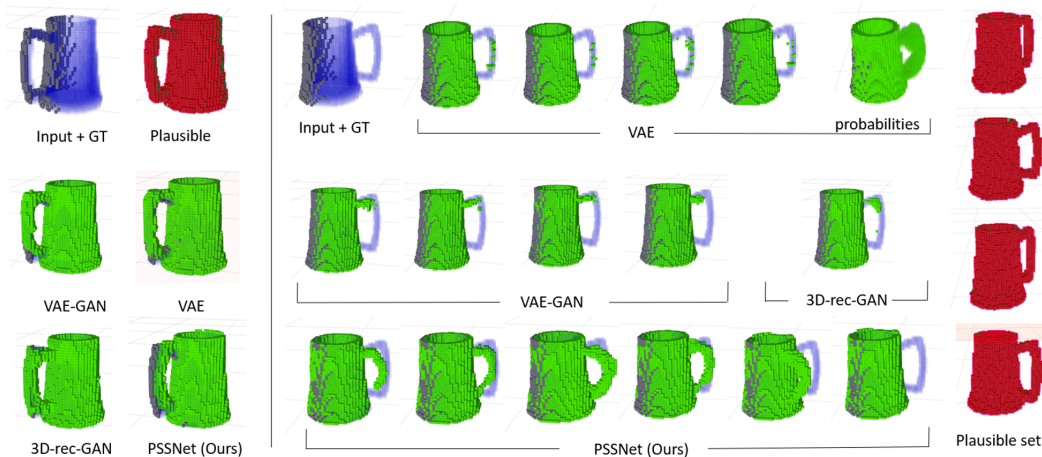 Input + GT
Plausible
VAE-GAN
VAE
3D-rec-GAN
PSSNet (Ours)
Input + GT
VAE
probabilities
VAE-GAN
3D-rec-GAN
PSSNet (Ours)
Plausible set